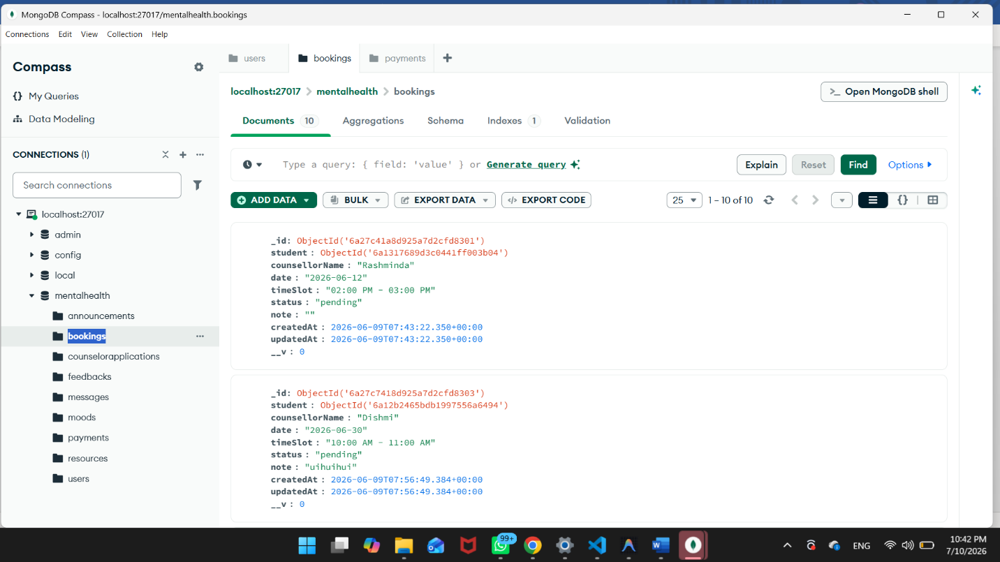 MongoDB Compass - localhost:27017/mentalhealth.bookings
Connections Edit View Collection Help
Compass
My Queries
Data Modeling
CONNECTIONS (1)
Search connections
localhost:27017
admin
config
local
mentalhealth
announcements
bookings
counselorapplications
feedbacks
messages
moods
payments
resources
users
users bookings payments
localhost:27017 > mentalhealth > bookings
>_ Open MongoDB shell
Documents 10 Aggregations Schema Indexes 1 Validation
Type a query: { field: 'value' } or Generate query
Explain Reset Find Options
ADD DATA BULK EXPORT DATA EXPORT CODE
25 1 – 10 of 10
_id: ObjectId('6a27c41a8d925a7d2cfd8301')
student : ObjectId('6a1317689d3c0441ff003b04')
counsellorName : "Rashminda"
date : "2026-06-12"
timeSlot : "02:00 PM - 03:00 PM"
status : "pending"
note : ""
createdAt : 2026-06-09T07:43:22.350+00:00
updatedAt : 2026-06-09T07:43:22.350+00:00
__v : 0
_id: ObjectId('6a27c7418d925a7d2cfd8303')
student : ObjectId('6a12b2465bdb1997556a6494')
counsellorName : "Dishmi"
date : "2026-06-30"
timeSlot : "10:00 AM - 11:00 AM"
status : "pending"
note : "uihuihui"
createdAt : 2026-06-09T07:56:49.384+00:00
updatedAt : 2026-06-09T07:56:49.384+00:00
__v : 0
99+
ENG
10:42 PM
7/10/2026